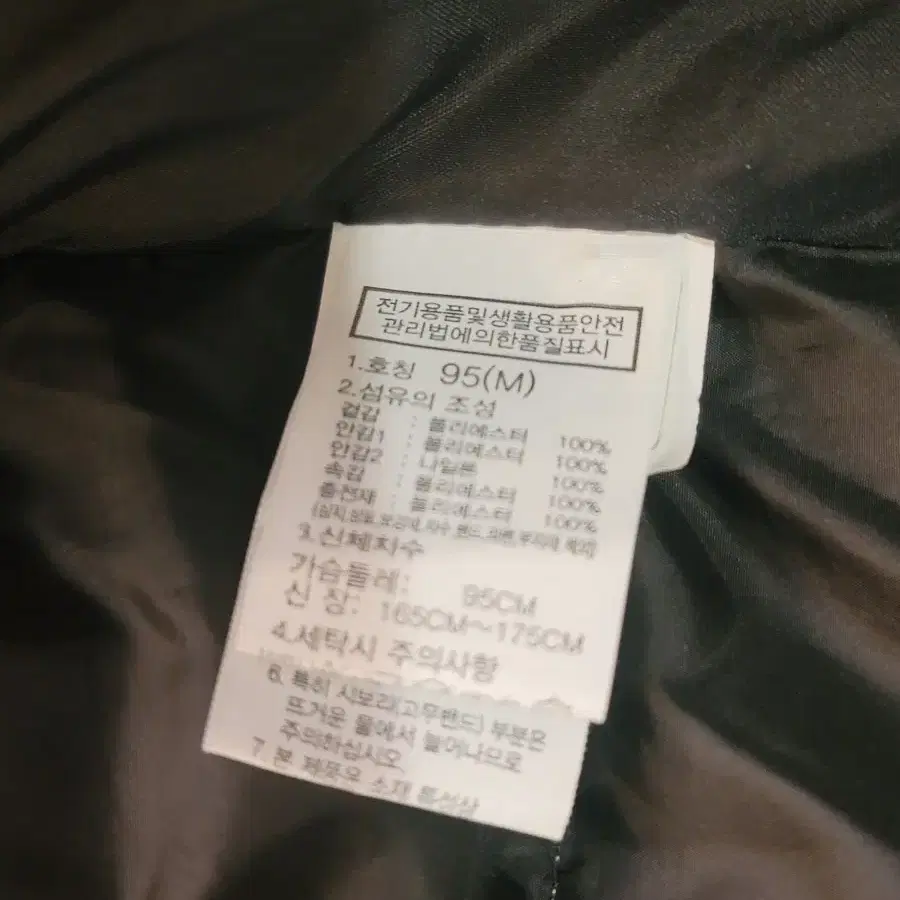 전기용품및생활용품안전
관리법에의한품질표시
1.호칭 95(M)
2.섬유의 조성
겉감 : 폴리에스터 100%
안감1 : 폴리에스터 100%
안감2 : 나일론 100%
속감 : 폴리에스터 100%
충전재 : 폴리에스터 100%
3.신체치수
가슴둘레: 95CM
신 장: 165CM~175CM
4.세탁시 주의사항
6. 특히 시보리(고무밴드) 부분은
뜨거운 물에서 늘어나므로
주의하십시오.
7. 본 제품은 소재 특성상